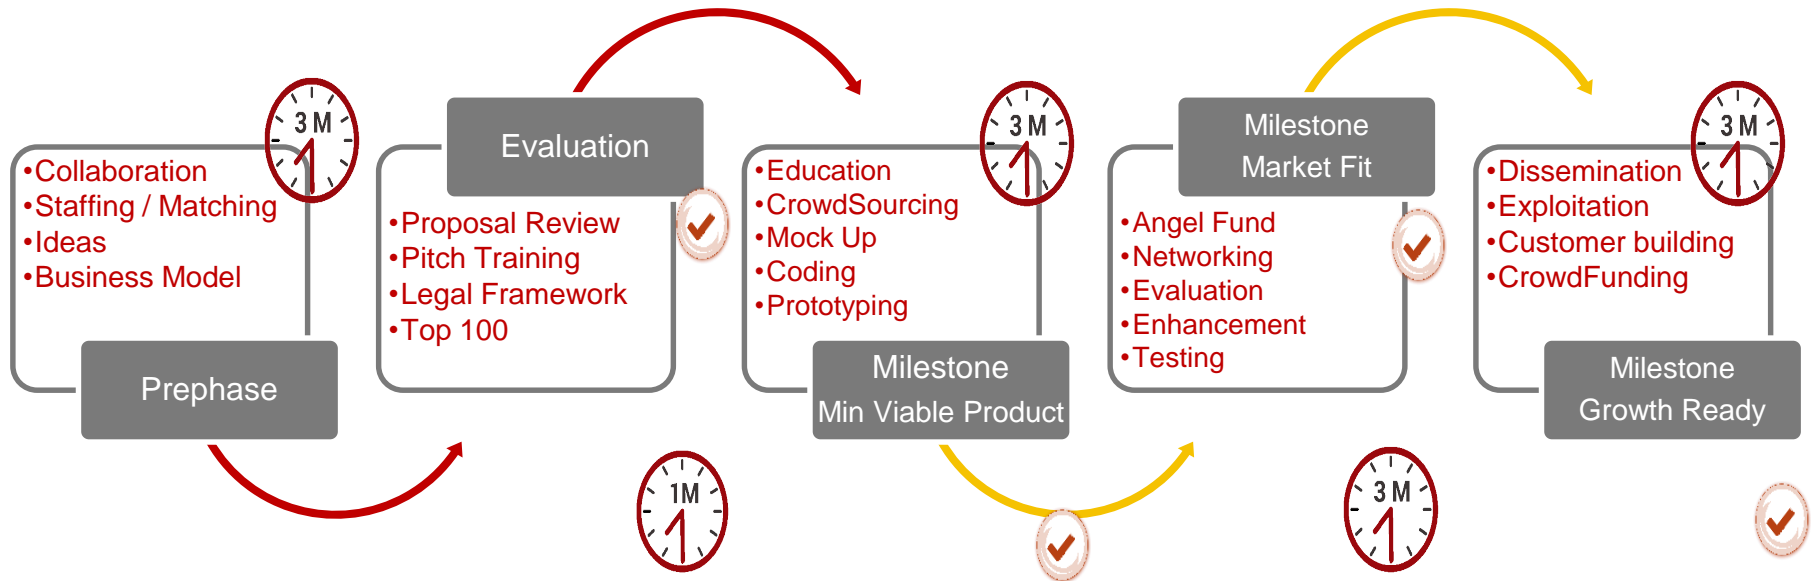 3 M
•Collaboration
•Staffing / Matching
•Ideas
•Business Model
Prephase
Evaluation
•Proposal Review
•Pitch Training
•Legal Framework
•Top 100
1M
3 M
•Education
•CrowdSourcing
•Mock Up
•Coding
•Prototyping
Milestone
Min Viable Product
Milestone
Market Fit
•Angel Fund
•Networking
•Evaluation
•Enhancement
•Testing
3 M
3 M
•Dissemination
•Exploitation
•Customer building
•CrowdFunding
Milestone
Growth Ready